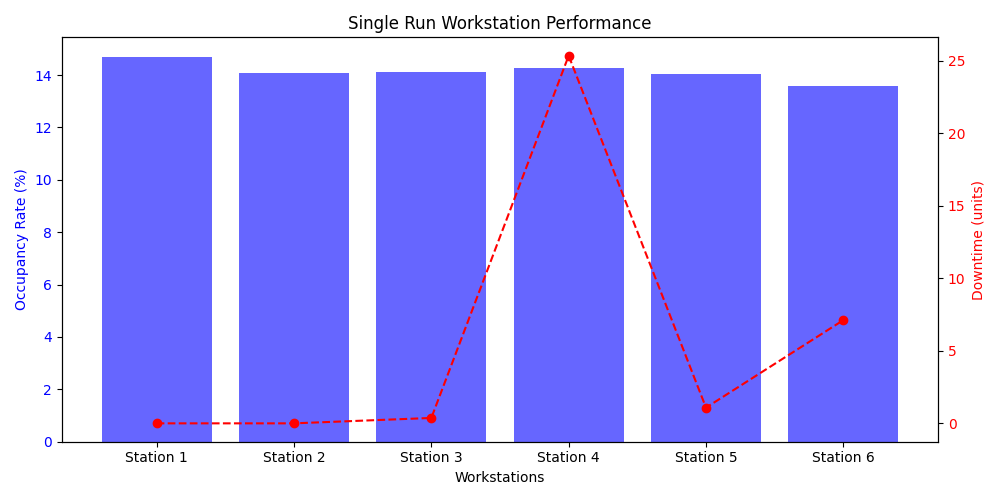 Single Run Workstation Performance
Occupancy Rate (%)
14
12
10
8
6
4
2
0
25
20
15
10
5
0
Downtime (units)
Station 1
Station 2
Station 3
Station 4
Station 5
Station 6
Workstations